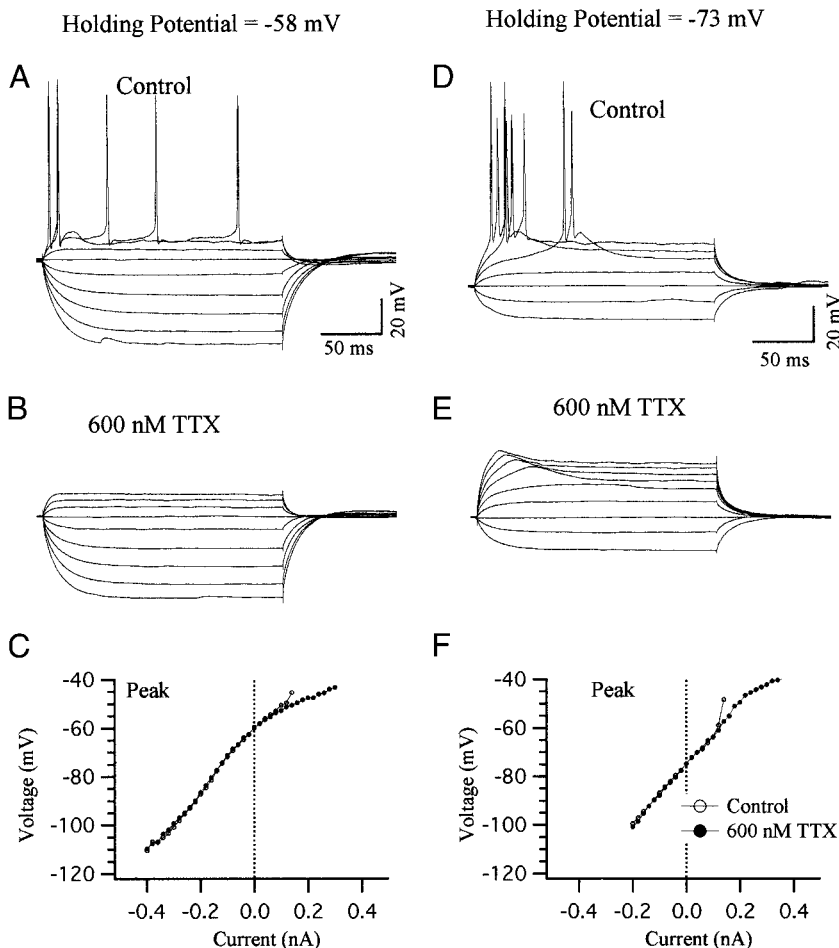 Holding Potential = -58 mV
A
Control
20 mV
50 ms
B
600 nM TTX
C
Peak
Voltage (mV)
-40
-60
-80
-100
-120
-0.4 -0.2 0.0 0.2 0.4
Current (nA)
Holding Potential = -73 mV
D
Control
20 mV
50 ms
E
600 nM TTX
F
Peak
Voltage (mV)
-40
-60
-80
-100
-120
Control
600 nM TTX
-0.4 -0.2 0.0 0.2 0.4
Current (nA)